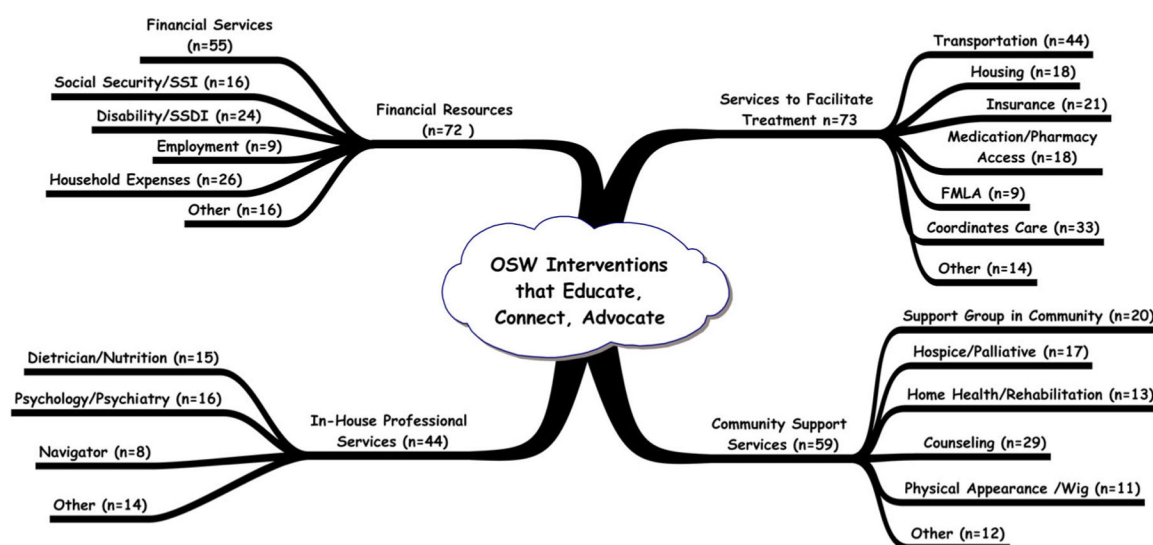 Financial Services
(n=55)
Social Security/SSI (n=16)
Disability/SSDI (n=24)
Employment (n=9)
Household Expenses (n=26)
Other (n=16)
Financial Resources
(n=72 )
Services to Facilitate
Treatment n=73
Transportation (n=44)
Housing (n=18)
Insurance (n=21)
Medication/Pharmacy
Access (n=18)
FMLA (n=9)
Coordinates Care (n=33)
Other (n=14)
OSW Interventions
that Educate,
Connect, Advocate
Dietrician/Nutrition (n=15)
Psychology/Psychiatry (n=16)
Navigator (n=8)
Other (n=14)
In-House Professional
Services (n=44)
Community Support
Services (n=59)
Support Group in Community (n=20)
Hospice/Palliative (n=17)
Home Health/Rehabilitation (n=13)
Counseling (n=29)
Physical Appearance /Wig (n=11)
Other (n=12)